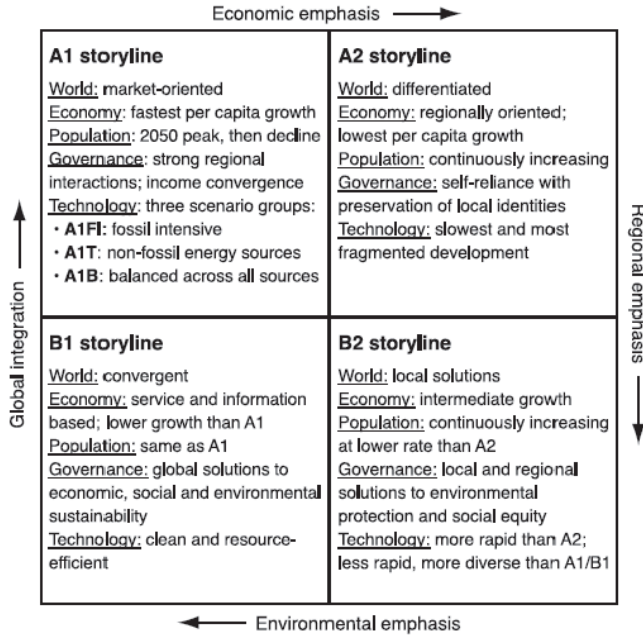 Economic emphasis
A1 storyline
World: market-oriented
Economy: fastest per capita growth
Population: 2050 peak, then decline
Governance: strong regional
interactions; income convergence
Technology: three scenario groups:
• A1FI: fossil intensive
• A1T: non-fossil energy sources
• A1B: balanced across all sources
A2 storyline
World: differentiated
Economy: regionally oriented;
lowest per capita growth
Population: continuously increasing
Governance: self-reliance with
preservation of local identities
Technology: slowest and most
fragmented development
Global integration
Regional emphasis
B1 storyline
World: convergent
Economy: service and information
based; lower growth than A1
Population: same as A1
Governance: global solutions to
economic, social and environmental
sustainability
Technology: clean and resource-
efficient
B2 storyline
World: local solutions
Economy: intermediate growth
Population: continuously increasing
at lower rate than A2
Governance: local and regional
solutions to environmental
protection and social equity
Technology: more rapid than A2;
less rapid, more diverse than A1/B1
Environmental emphasis